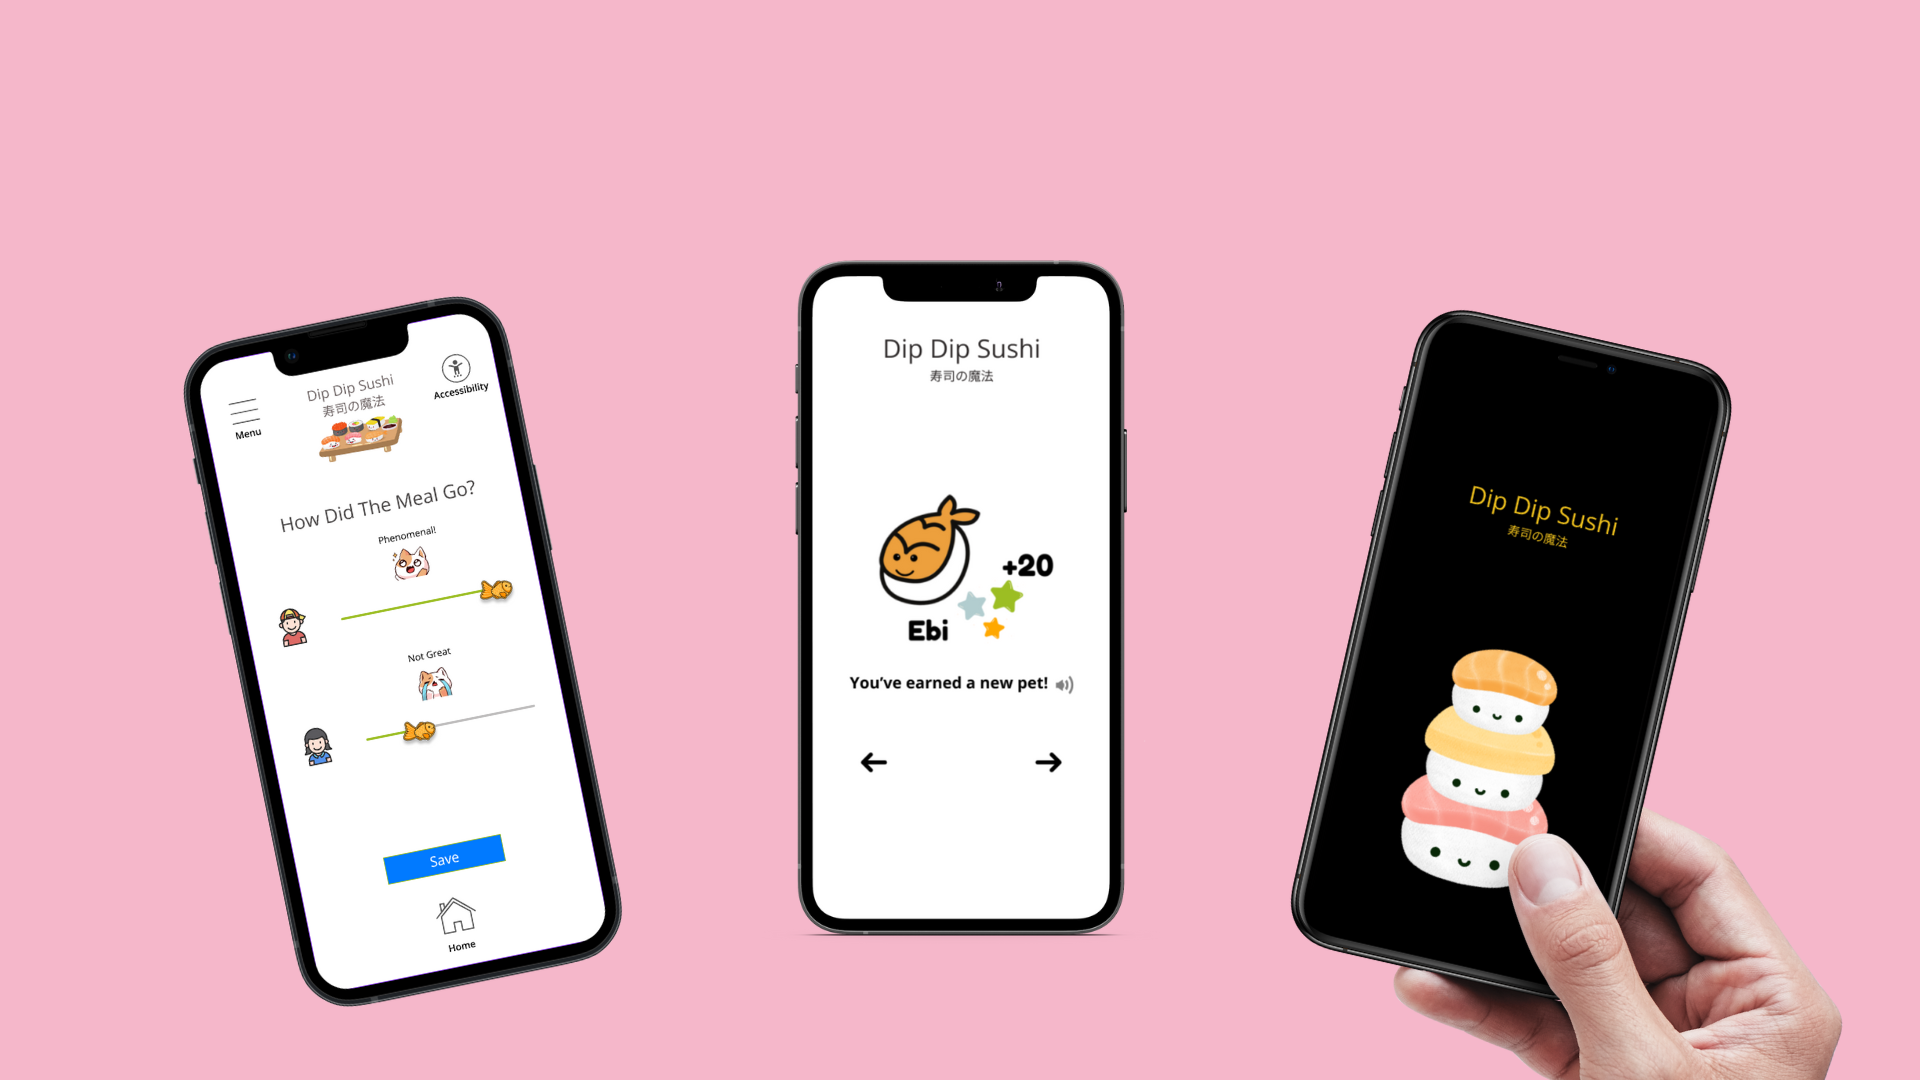 Dip Dip Sushi
寿司の魔法
Menu
Accessibility
How Did The Meal Go?
Phenomenal!
Not Great
Save
Home
Dip Dip Sushi
寿司の魔法
+20
Ebi
You've earned a new pet!
Dip Dip Sushi
寿司の魔法